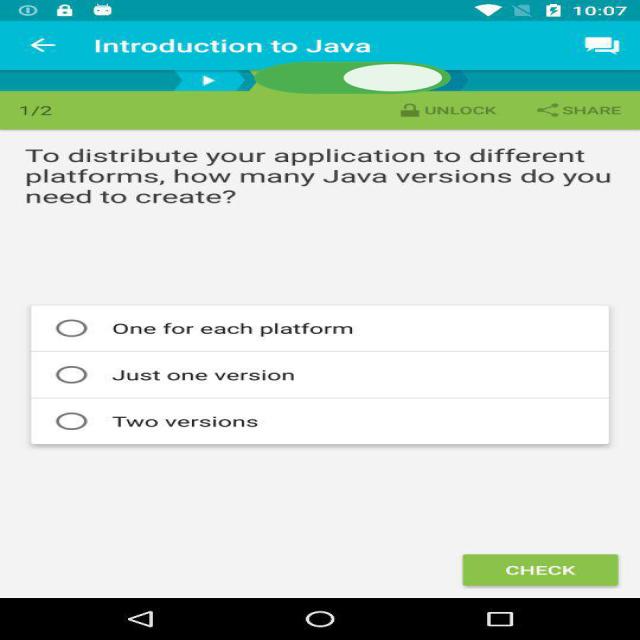 10:07
Introduction to Java
1/2
UNLOCK
SHARE
To distribute your application to different
platforms, how many Java versions do you
need to create?
One for each platform
Just one version
Two versions
CHECK